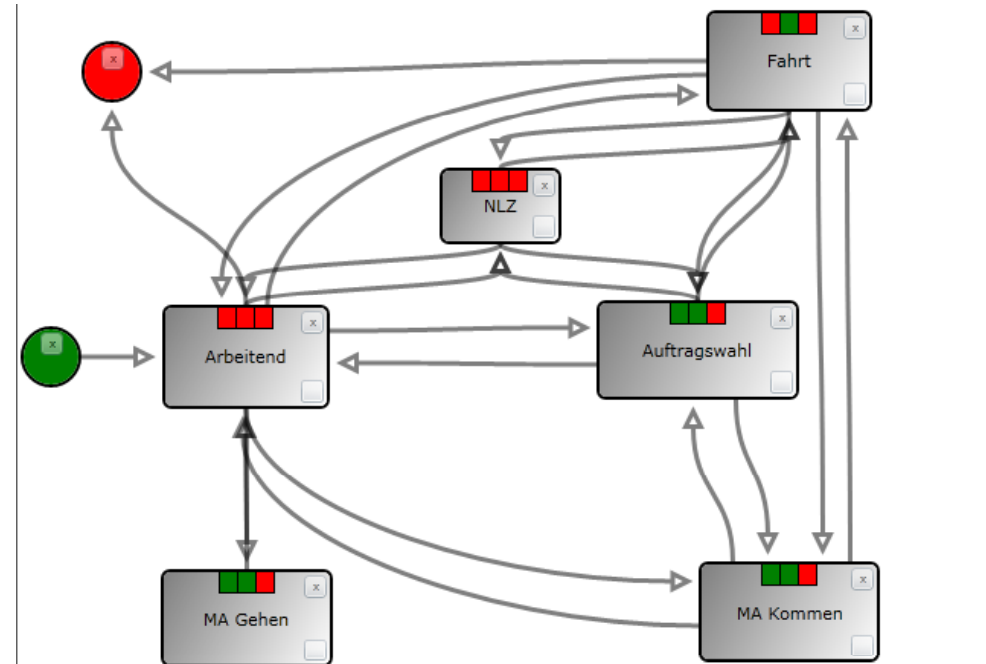 x
Fahrt
x
NLZ
x
x
Arbeitend
x
Auftragswahl
x
x
MA Gehen
x
MA Kommen
x